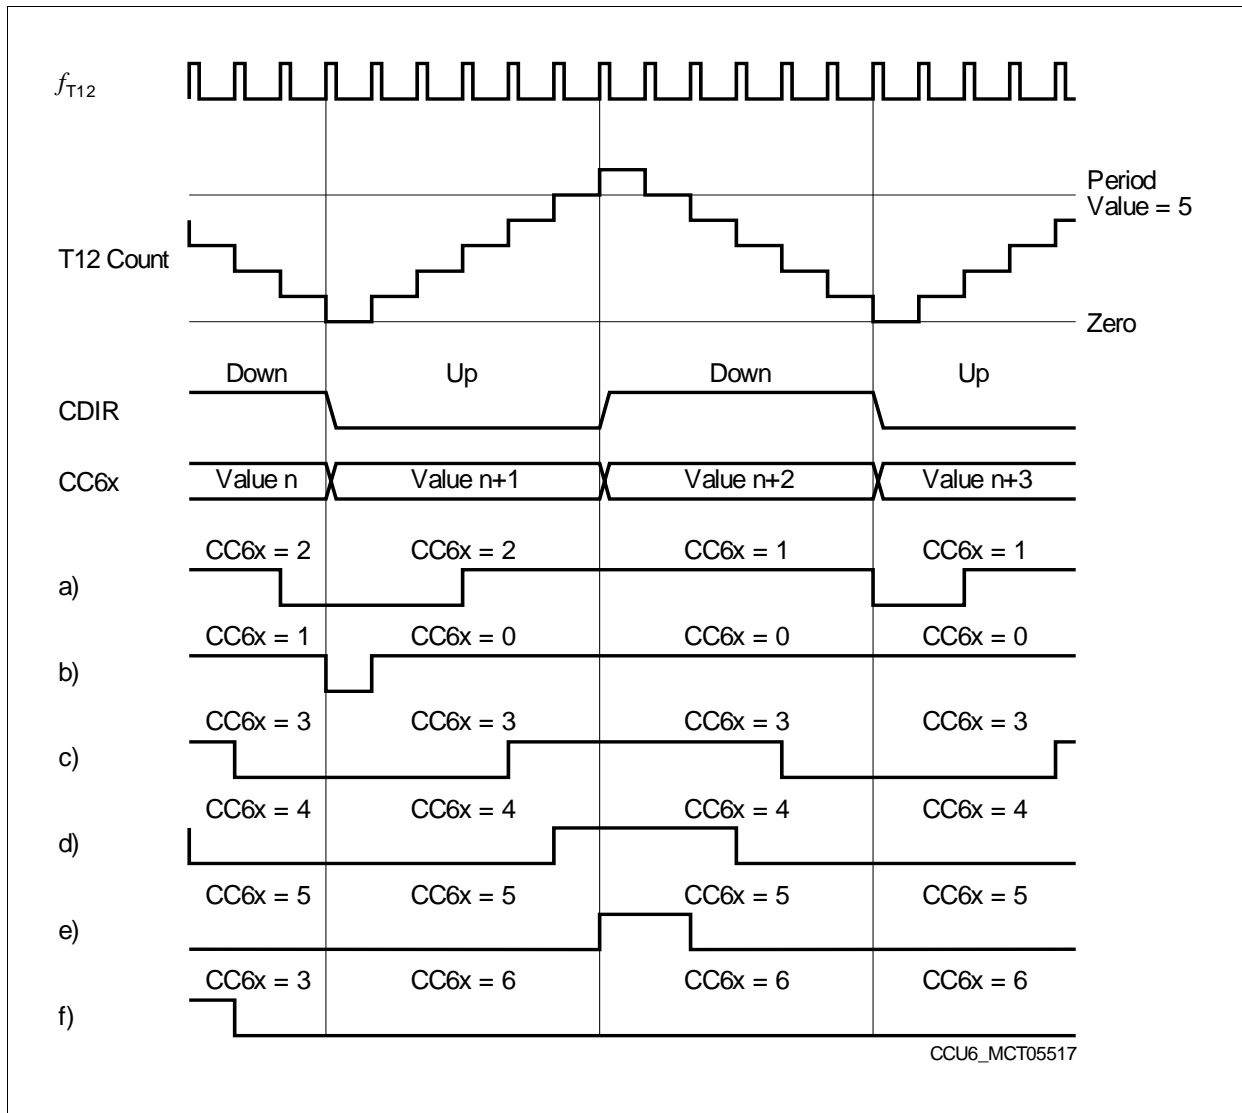 fT12
Period
Value = 5
T12 Count
Zero
Down Up Down Up
CDIR
CC6x Value n Value n+1 Value n+2 Value n+3
CC6x = 2 CC6x = 2 CC6x = 1 CC6x = 1
a)
CC6x = 1 CC6x = 0 CC6x = 0 CC6x = 0
b)
CC6x = 3 CC6x = 3 CC6x = 3 CC6x = 3
c)
CC6x = 4 CC6x = 4 CC6x = 4 CC6x = 4
d)
CC6x = 5 CC6x = 5 CC6x = 5 CC6x = 5
e)
CC6x = 3 CC6x = 6 CC6x = 6 CC6x = 6
f)
CCU6_MCT05517